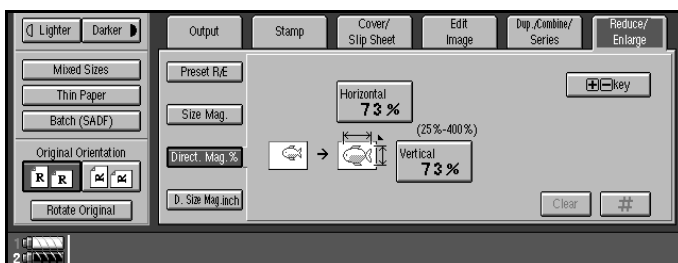 Lighter
Darker
Output
Stamp
Cover/
Slip Sheet
Edit
Image
Dup./Combine/
Series
Reduce/
Enlarge
Mixed Sizes
Thin Paper
Batch (SADF)
Original Orientation
R R R R
Rotate Original
Preset R/E
Size Mag.
Direct. Mag.%
D. Size Mag.inch
Horizontal
73%
(25%-400%)
Vertical
73%
+-key
Clear
#
1
2